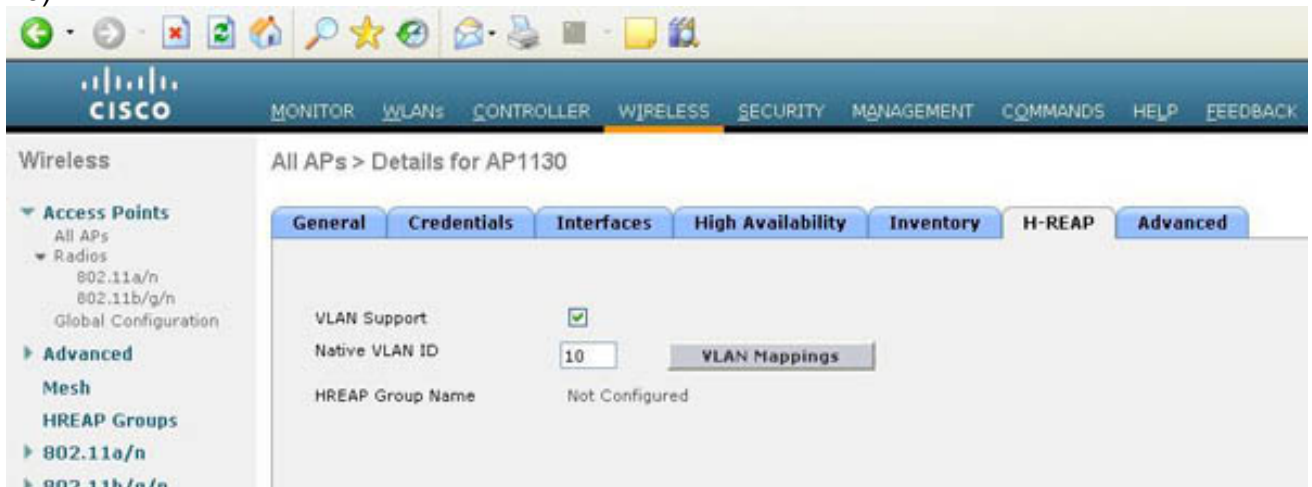 CISCO
MONITOR WLANs CONTROLLER WIRELESS SECURITY MANAGEMENT COMMANDS HELP FEEDBACK
Wireless
All APs > Details for AP1130
Access Points
All APs
Radios
802.11a/n
802.11b/g/n
Global Configuration
Advanced
Mesh
HREAP Groups
802.11a/n
802.11b/g/n
General Credentials Interfaces High Availability Inventory H-REAP Advanced
VLAN Support
Native VLAN ID 10 VLAN Mappings
HREAP Group Name Not Configured